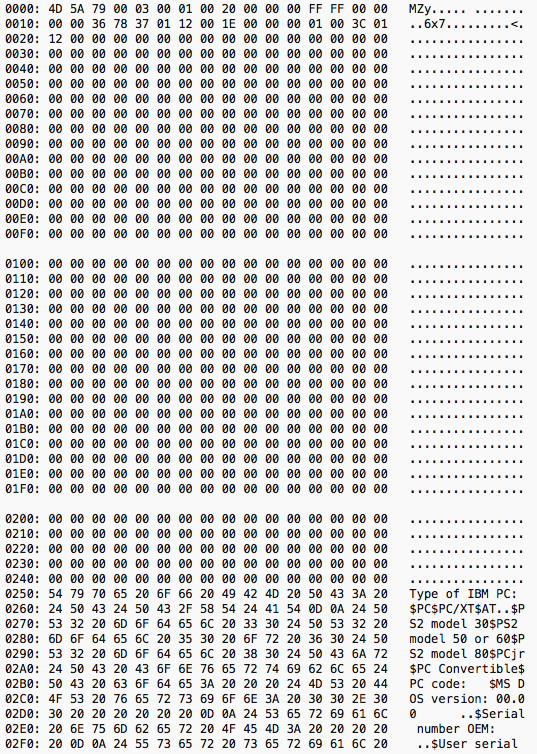 0000: 4D 5A 79 00 03 00 01 00 20 00 00 00 FF FF 00 00   MZy..... .......
0010: 00 00 36 78 37 01 12 00 1E 00 00 00 01 00 3C 01   ..6x7.........<.
0020: 12 00 00 00 00 00 00 00 00 00 00 00 00 00 00 00   ................
0030: 00 00 00 00 00 00 00 00 00 00 00 00 00 00 00 00   ................
0040: 00 00 00 00 00 00 00 00 00 00 00 00 00 00 00 00   ................
0050: 00 00 00 00 00 00 00 00 00 00 00 00 00 00 00 00   ................
0060: 00 00 00 00 00 00 00 00 00 00 00 00 00 00 00 00   ................
0070: 00 00 00 00 00 00 00 00 00 00 00 00 00 00 00 00   ................
0080: 00 00 00 00 00 00 00 00 00 00 00 00 00 00 00 00   ................
0090: 00 00 00 00 00 00 00 00 00 00 00 00 00 00 00 00   ................
00A0: 00 00 00 00 00 00 00 00 00 00 00 00 00 00 00 00   ................
00B0: 00 00 00 00 00 00 00 00 00 00 00 00 00 00 00 00   ................
00C0: 00 00 00 00 00 00 00 00 00 00 00 00 00 00 00 00   ................
00D0: 00 00 00 00 00 00 00 00 00 00 00 00 00 00 00 00   ................
00E0: 00 00 00 00 00 00 00 00 00 00 00 00 00 00 00 00   ................
00F0: 00 00 00 00 00 00 00 00 00 00 00 00 00 00 00 00   ................
0100: 00 00 00 00 00 00 00 00 00 00 00 00 00 00 00 00   ................
0110: 00 00 00 00 00 00 00 00 00 00 00 00 00 00 00 00   ................
0120: 00 00 00 00 00 00 00 00 00 00 00 00 00 00 00 00   ................
0130: 00 00 00 00 00 00 00 00 00 00 00 00 00 00 00 00   ................
0140: 00 00 00 00 00 00 00 00 00 00 00 00 00 00 00 00   ................
0150: 00 00 00 00 00 00 00 00 00 00 00 00 00 00 00 00   ................
0160: 00 00 00 00 00 00 00 00 00 00 00 00 00 00 00 00   ................
0170: 00 00 00 00 00 00 00 00 00 00 00 00 00 00 00 00   ................
0180: 00 00 00 00 00 00 00 00 00 00 00 00 00 00 00 00   ................
0190: 00 00 00 00 00 00 00 00 00 00 00 00 00 00 00 00   ................
01A0: 00 00 00 00 00 00 00 00 00 00 00 00 00 00 00 00   ................
01B0: 00 00 00 00 00 00 00 00 00 00 00 00 00 00 00 00   ................
01C0: 00 00 00 00 00 00 00 00 00 00 00 00 00 00 00 00   ................
01D0: 00 00 00 00 00 00 00 00 00 00 00 00 00 00 00 00   ................
01E0: 00 00 00 00 00 00 00 00 00 00 00 00 00 00 00 00   ................
01F0: 00 00 00 00 00 00 00 00 00 00 00 00 00 00 00 00   ................
0200: 00 00 00 00 00 00 00 00 00 00 00 00 00 00 00 00   ................
0210: 00 00 00 00 00 00 00 00 00 00 00 00 00 00 00 00   ................
0220: 00 00 00 00 00 00 00 00 00 00 00 00 00 00 00 00   ................
0230: 00 00 00 00 00 00 00 00 00 00 00 00 00 00 00 00   ................
0240: 00 00 00 00 00 00 00 00 00 00 00 00 00 00 00 00   ................
0250: 54 79 70 65 20 6F 66 20 49 42 4D 20 50 43 3A 20   Type of IBM PC:
0260: 24 50 43 24 50 43 2F 58 54 24 41 54 0D 0A 24 50   $PC$PC/XT$AT..$P
0270: 53 32 20 6D 6F 64 65 6C 20 33 30 24 50 53 32 20   S2 model 30$PS2
0280: 6D 6F 64 65 6C 20 35 30 20 6F 72 20 36 30 24 50   model 50 or 60$P
0290: 53 32 20 6D 6F 64 65 6C 20 38 30 24 50 43 6A 72   S2 model 80$PCjr
02A0: 24 50 43 20 43 6F 6E 76 65 72 74 69 62 6C 65 24   $PC Convertible$
02B0: 50 43 20 63 6F 64 65 3A 20 20 20 24 4D 53 20 44   PC code:   $MS D
02C0: 4F 53 20 76 65 72 73 69 6F 6E 3A 20 30 30 2E 30   OS version: 00.0
02D0: 30 20 20 20 20 20 20 0D 0A 24 53 65 72 69 61 6C   0      ..$Serial
02E0: 20 6E 75 6D 62 65 72 20 4F 45 4D 3A 20 20 20 20    number OEM:
02F0: 20 0D 0A 24 55 73 65 72 20 73 65 72 69 61 6C 20    ..$User serial